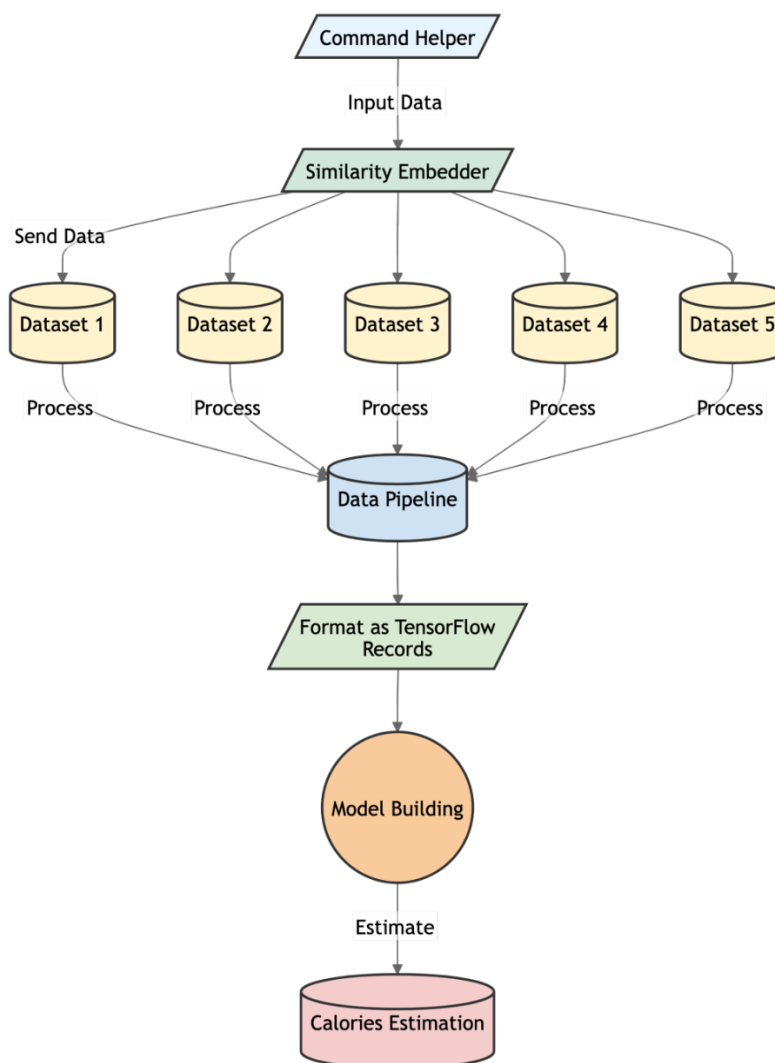 Command Helper
Input Data
Similarity Embedder
Send Data
Dataset 1
Dataset 2
Dataset 3
Dataset 4
Dataset 5
Process
Process
Process
Process
Process
Data Pipeline
Format as TensorFlow
Records
Model Building
Estimate
Calories Estimation